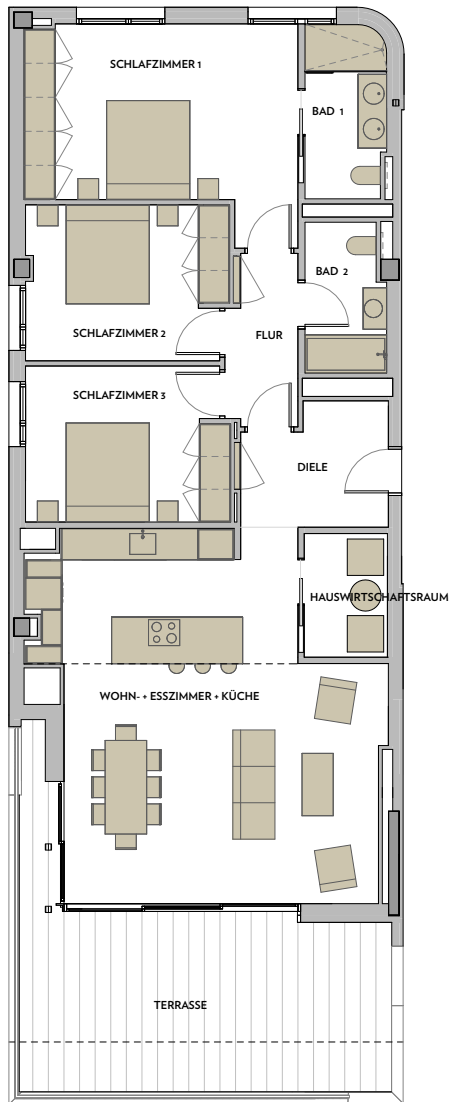 SCHLAFZIMMER 1
BAD 1
BAD 2
SCHLAFZIMMER 2
FLUR
SCHLAFZIMMER 3
DIELE
HAUSWIRTSCHAFTSRAUM
WOHN- + ESSZIMMER + KÜCHE
TERRASSE